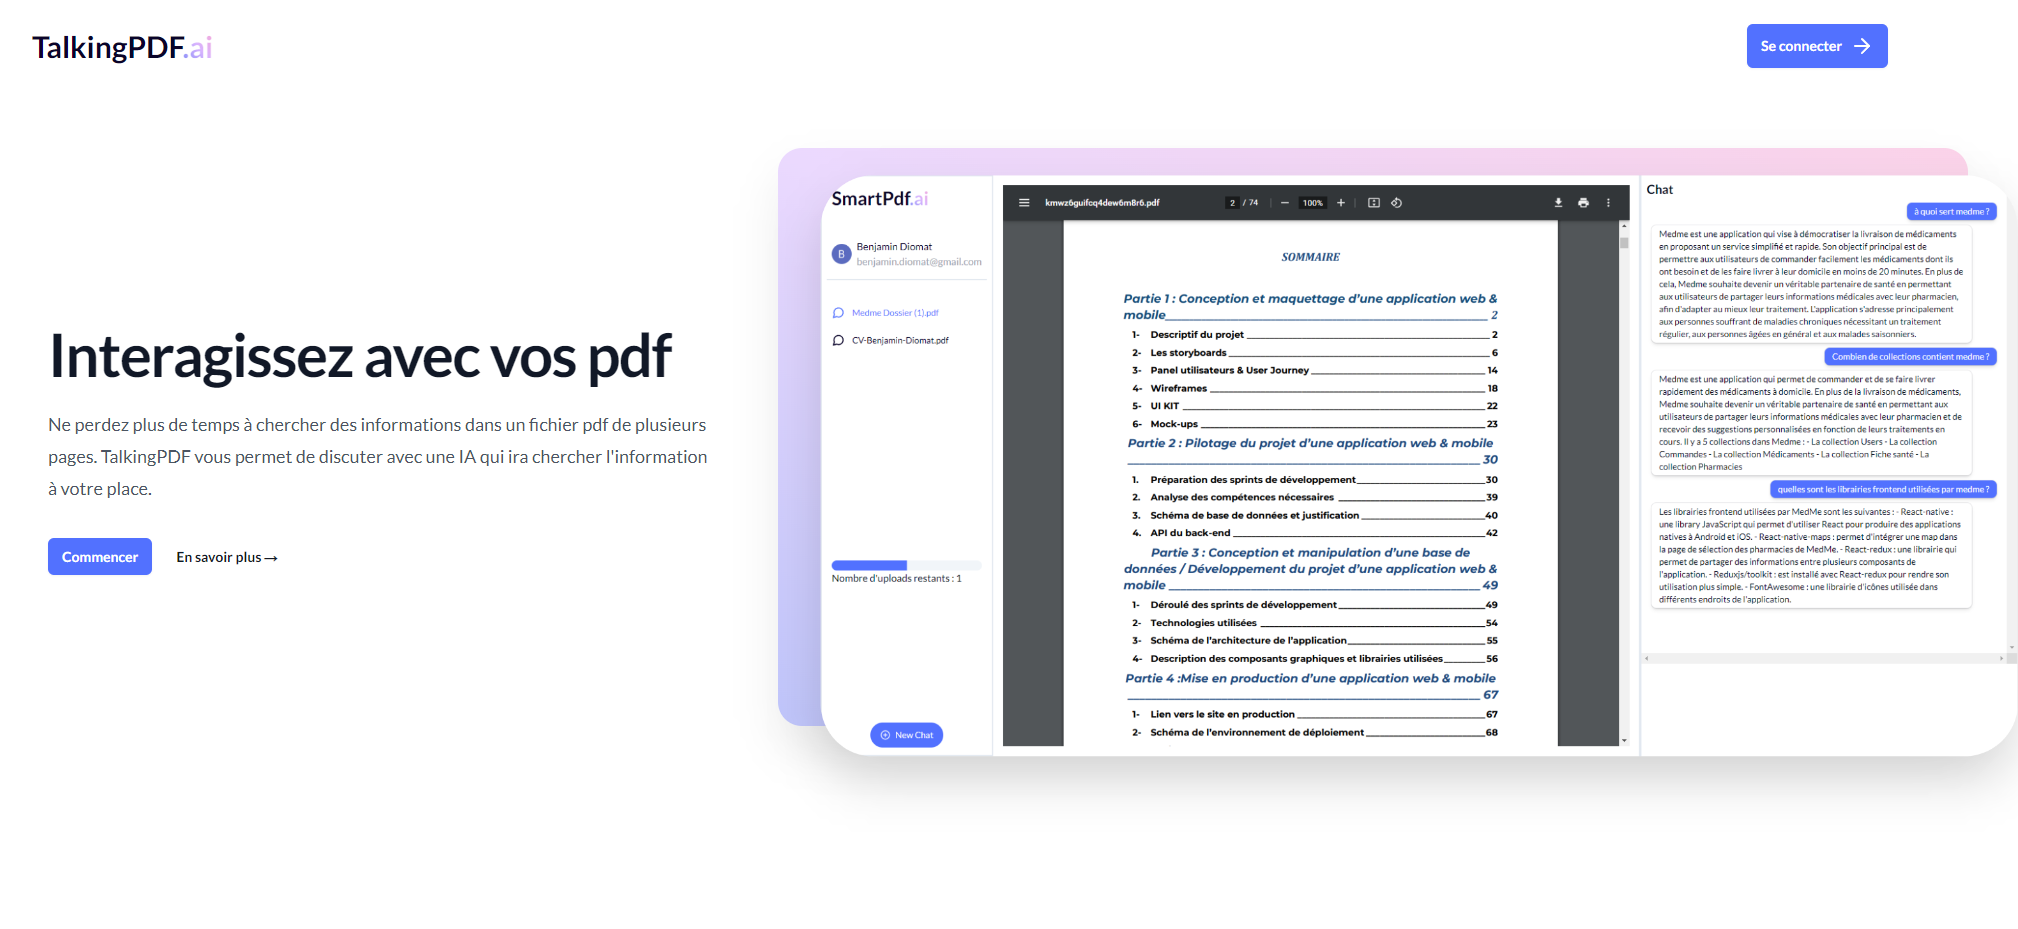 TalkingPDF.ai
Se connecter →
Interagissez avec vos pdf
Ne perdez plus de temps à chercher des informations dans un fichier pdf de plusieurs
pages. TalkingPDF vous permet de discuter avec une IA qui ira chercher l'information
à votre place.
Commencer
En savoir plus→
SmartPdf.ai
B
Benjamin Diomat
benjamin.diomat@gmail.com
Medme Dossier (1).pdf
CV-Benjamin-Diomat.pdf
Nombre d'uploads restants : 1
New Chat
kmwz6guifcq4dew6m8r6.pdf
2 / 74
100%
SOMMAIRE
Partie 1 : Conception et maquettage d'une application web &
mobile 2
1- Descriptif du projet 2
2- Les storyboards 6
3- Panel utilisateurs & User Journey 14
4- Wireframes 18
5- UI KIT 22
6- Mock-ups 23
Partie 2 : Pilotage du projet d'une application web & mobile
30
1. Préparation des sprints de développement 30
2. Analyse des compétences nécessaires 39
3. Schéma de base de données et justification 40
4. API du back-end 42
Partie 3 : Conception et manipulation d'une base de
données / Développement du projet d'une application web &
mobile 49
1- Déroulé des sprints de développement 49
2- Technologies utilisées 54
3- Schéma de l'architecture de l'application 55
4- Description des composants graphiques et librairies utilisées 56
Partie 4 :Mise en production d'une application web & mobile
67
1- Lien vers le site en production 67
2- Schéma de l'environnement de déploiement 68
Chat
à quoi sert medme ?
Medme est une application qui vise à démocratiser la livraison de médicaments
en proposant un service simplifié et rapide. Son objectif principal est de
permettre aux utilisateurs de commander facilement les médicaments dont ils
ont besoin et de les faire livrer à leur domicile en moins de 20 minutes. En plus de
cela, Medme souhaite devenir un véritable partenaire de santé en permettant
aux utilisateurs de partager leurs informations médicales avec leur pharmacien,
afin d'adapter au mieux leur traitement. L'application s'adresse principalement
aux personnes souffrant de maladies chroniques nécessitant un traitement
régulier, aux personnes âgées en général et aux malades saisonniers.
Combien de collections contient medme ?
Medme est une application qui permet de commander et de se faire livrer
rapidement des médicaments à domicile. En plus de la livraison de médicaments,
Medme souhaite devenir un véritable partenaire de santé en permettant aux
utilisateurs de partager leurs informations médicales avec leur pharmacien et de
recevoir des suggestions personnalisées en fonction de leurs traitements en
cours. Il y a 5 collections dans Medme : - La collection Users - La collection
Commandes - La collection Médicaments - La collection Fiche santé - La
collection Pharmacies
quelles sont les librairies frontend utilisées par medme ?
Les librairies frontend utilisées par MedMe sont les suivantes : - React-native :
une library JavaScript qui permet d'utiliser React pour produire des applications
natives à Android et iOS. - React-native-maps : permet d'intégrer une map dans
la page de sélection des pharmacies de MedMe. - React-redux : une librairie qui
permet de partager des informations entre plusieurs composants de
l'application. - Reduxjs/toolkit : est installé avec React-redux pour rendre son
utilisation plus simple. - FontAwesome : une librairie d'icônes utilisée dans
différents endroits de l'application.